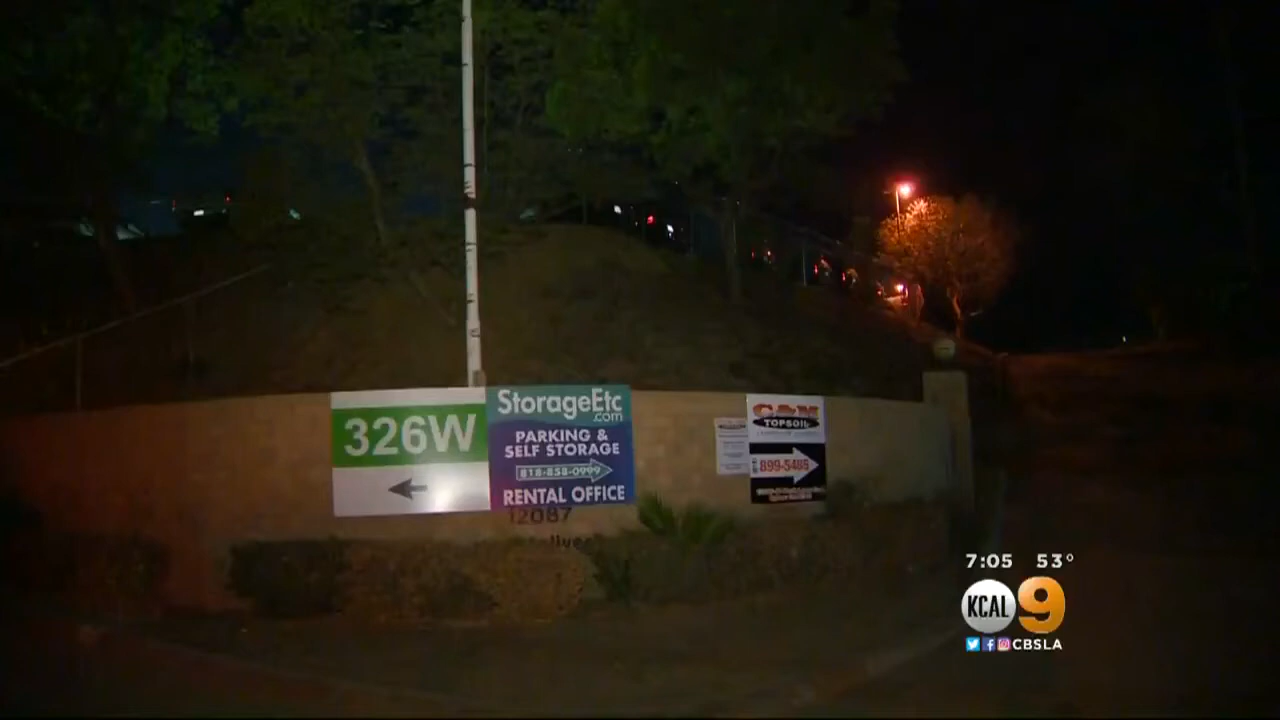 326W
StorageEtc
.com
PARKING &
SELF STORAGE
818-858-0999
RENTAL OFFICE
12087
C&M
TOPSOIL
899-5485
7:05 53°
KCAL 9
CBSLA